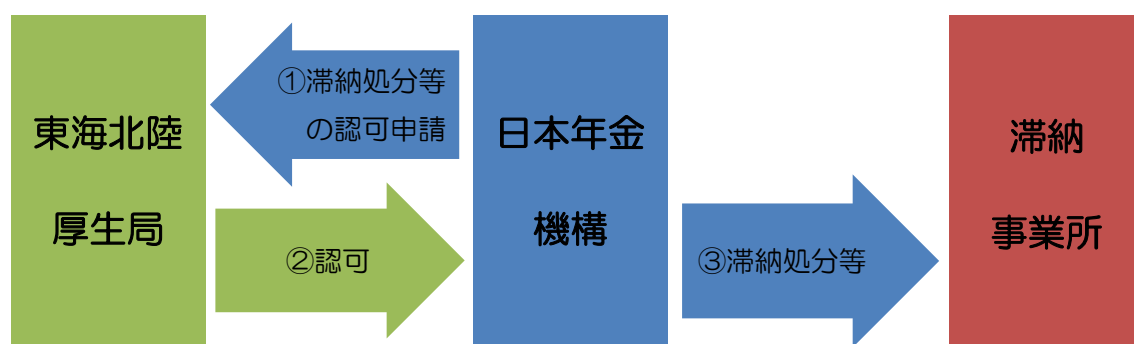 東海北陸
厚生局
①滞納処分等
の認可申請
②認可
日本年金
機構
③滞納処分等
滞納
事業所